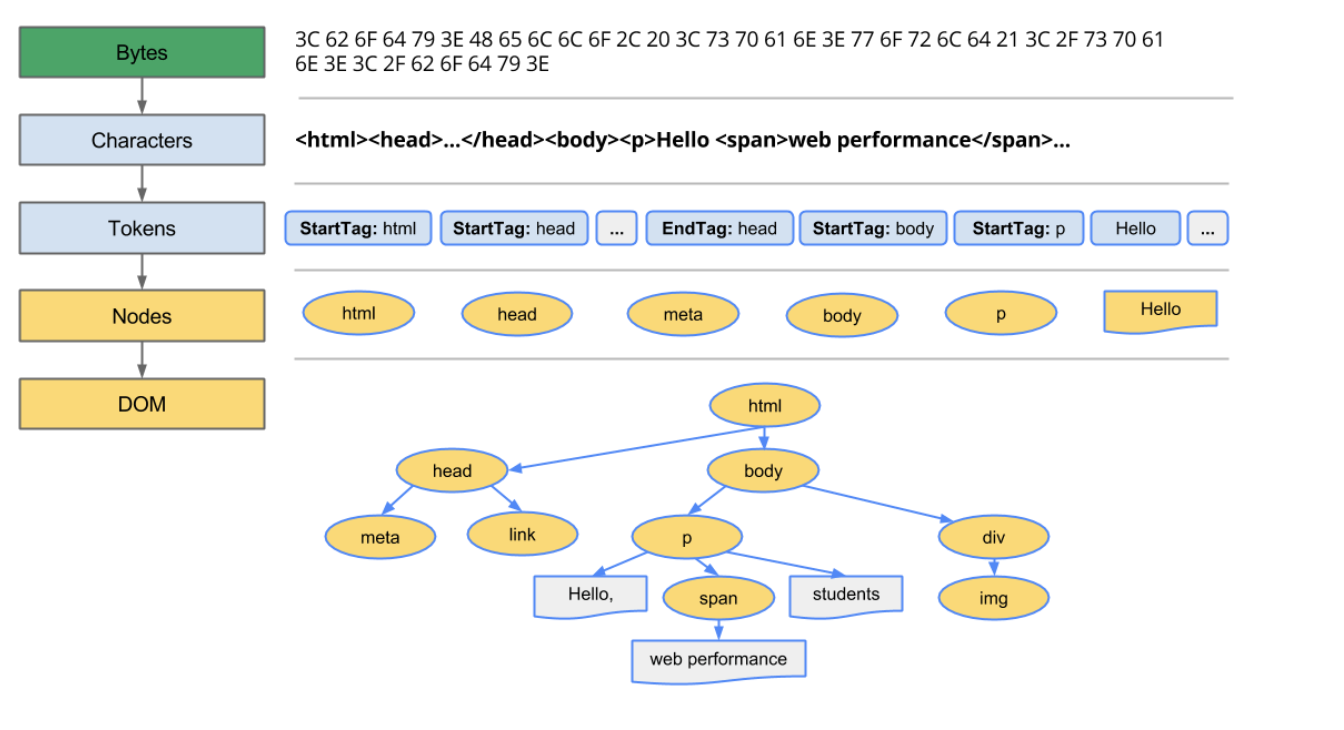 Bytes
3C 62 6F 64 79 3E 48 65 6C 6C 6F 2C 20 3C 73 70 61 6E 3E 77 6F 72 6C 64 21 3C 2F 73 70 61
6E 3E 3C 2F 62 6F 64 79 3E
Characters
<html><head>...</head><body><p>Hello <span>web performance</span>...
Tokens
StartTag: html
StartTag: head
...
EndTag: head
StartTag: body
StartTag: p
Hello
...
Nodes
html
head
meta
body
p
Hello
DOM
html
head
body
meta
link
p
div
Hello,
span
students
img
web performance